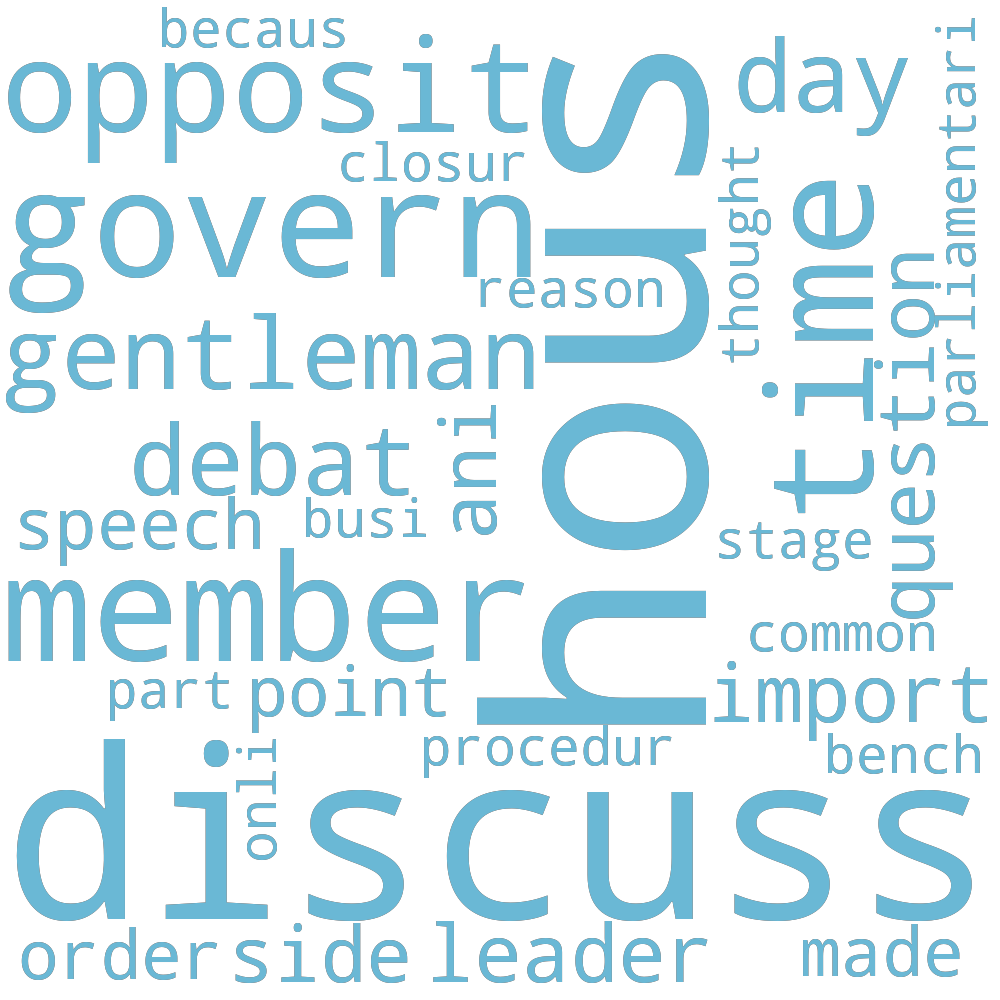 becaus
opposit
day
parliamentari
closur
thought
govern
hous
time
reason
question
gentleman
ani
debat
speech
busi
stage
member
common
part
point
import
procedur
bench
onli
discuss
order
side
leader
made